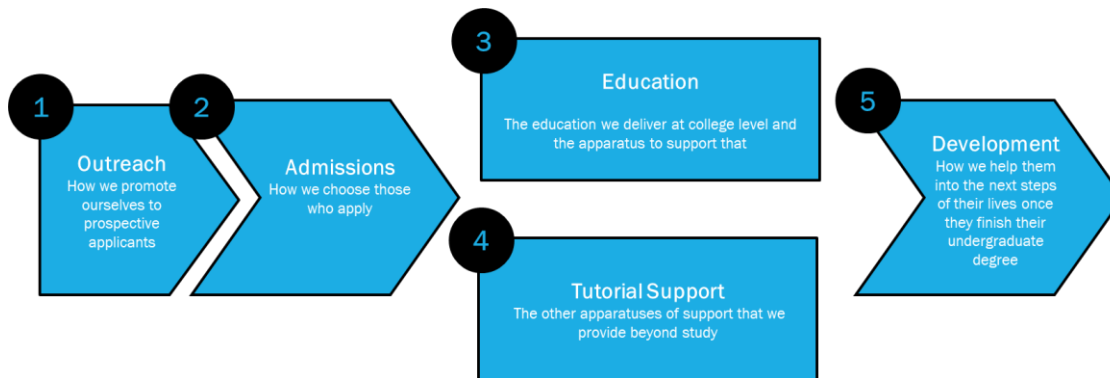 1
Outreach
How we promote
ourselves to
prospective
applicants
2
Admissions
How we choose those
who apply
3
Education
The education we deliver at college level and
the apparatus to support that
4
Tutorial Support
The other apparatuses of support that we
provide beyond study
5
Development
How we help them
into the next steps
of their lives once
they finish their
undergraduate
degree